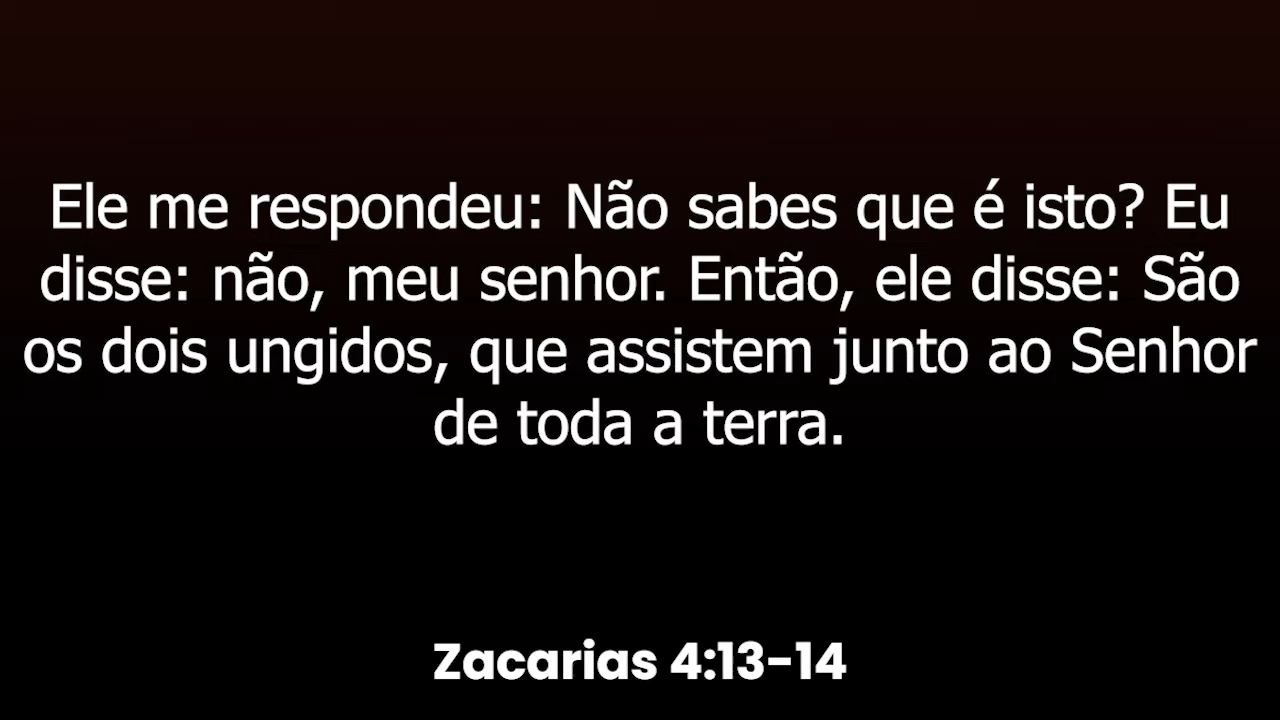 Ele me respondeu: Não sabes que é isto? Eu
disse: não, meu senhor. Então, ele disse: São
os dois ungidos, que assistem junto ao Senhor
de toda a terra.
Zacarias 4:13-14